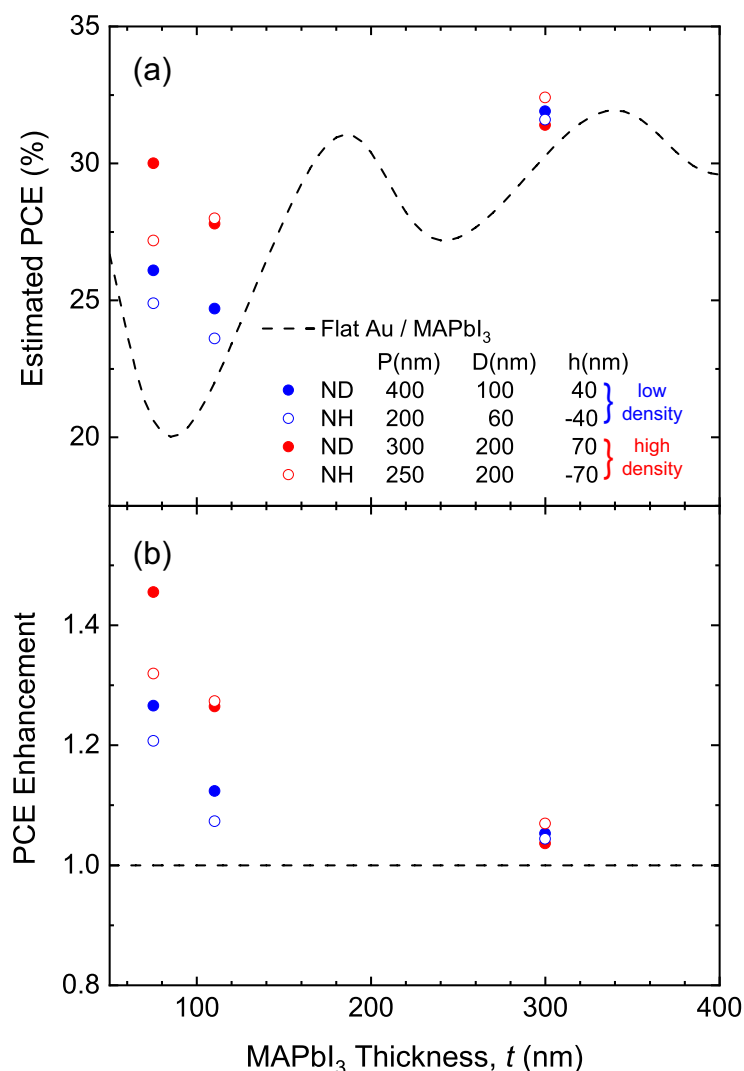 (a)
35
30
25
20
Estimated PCE (%)
Flat Au / MAPbI₃
P(nm) D(nm) h(nm)
ND 400 100 40
NH 200 60 -40
low density
ND 300 200 70
NH 250 200 -70
high density
(b)
1.4
1.2
1.0
0.8
PCE Enhancement
100 200 300 400
MAPbI₃ Thickness, t (nm)